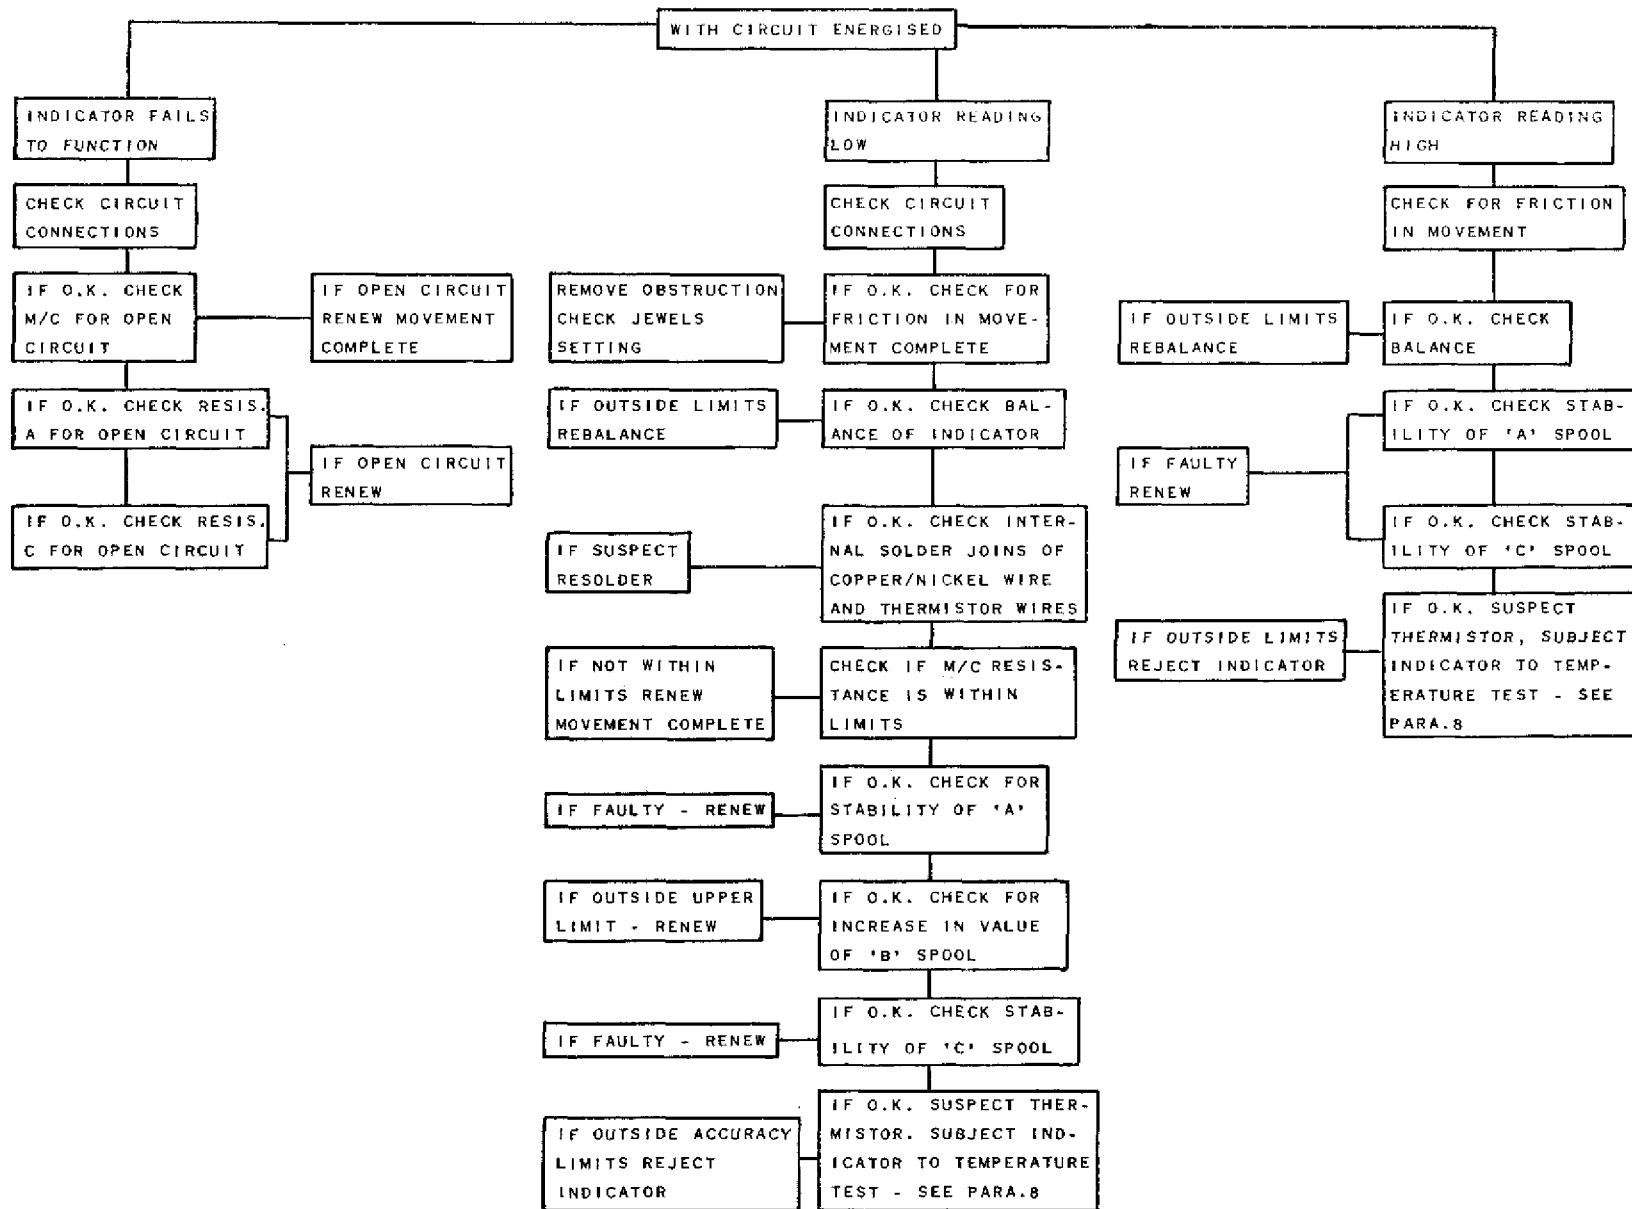 WITH CIRCUIT ENERGISED
INDICATOR FAILS
TO FUNCTION
CHECK CIRCUIT
CONNECTIONS
IF O.K. CHECK
M/C FOR OPEN
CIRCUIT
IF OPEN CIRCUIT
RENEW MOVEMENT
COMPLETE
IF O.K. CHECK RESIS.
A FOR OPEN CIRCUIT
IF OPEN CIRCUIT
RENEW
IF O.K. CHECK RESIS.
C FOR OPEN CIRCUIT
INDICATOR READING
LOW
CHECK CIRCUIT
CONNECTIONS
REMOVE OBSTRUCTION
CHECK JEWELS
SETTING
IF O.K. CHECK FOR
FRICTION IN MOVE-
MENT COMPLETE
IF OUTSIDE LIMITS
REBALANCE
IF O.K. CHECK BAL-
ANCE OF INDICATOR
IF SUSPECT
RESOLDER
IF O.K. CHECK INTER-
NAL SOLDER JOINS OF
COPPER/NICKEL WIRE
AND THERMISTOR WIRES
IF NOT WITHIN
LIMITS RENEW
MOVEMENT COMPLETE
CHECK IF M/C RESIS-
TANCE IS WITHIN
LIMITS
IF FAULTY - RENEW
IF O.K. CHECK FOR
STABILITY OF 'A'
SPOOL
IF OUTSIDE UPPER
LIMIT - RENEW
IF O.K. CHECK FOR
INCREASE IN VALUE
OF 'B' SPOOL
IF FAULTY - RENEW
IF O.K. CHECK STAB-
ILITY OF 'C' SPOOL
IF OUTSIDE ACCURACY
LIMITS REJECT
INDICATOR
IF O.K. SUSPECT THER-
MISTOR. SUBJECT IND-
ICATOR TO TEMPERATURE
TEST - SEE PARA.8
INDICATOR READING
HIGH
CHECK FOR FRICTION
IN MOVEMENT
IF OUTSIDE LIMITS
REBALANCE
IF O.K. CHECK
BALANCE
IF O.K. CHECK STAB-
ILITY OF 'A' SPOOL
IF FAULTY
RENEW
IF O.K. CHECK STAB-
ILITY OF 'C' SPOOL
IF OUTSIDE LIMITS
REJECT INDICATOR
IF O.K. SUSPECT
THERMISTOR, SUBJECT
INDICATOR TO TEMP-
ERATURE TEST - SEE
PARA.8